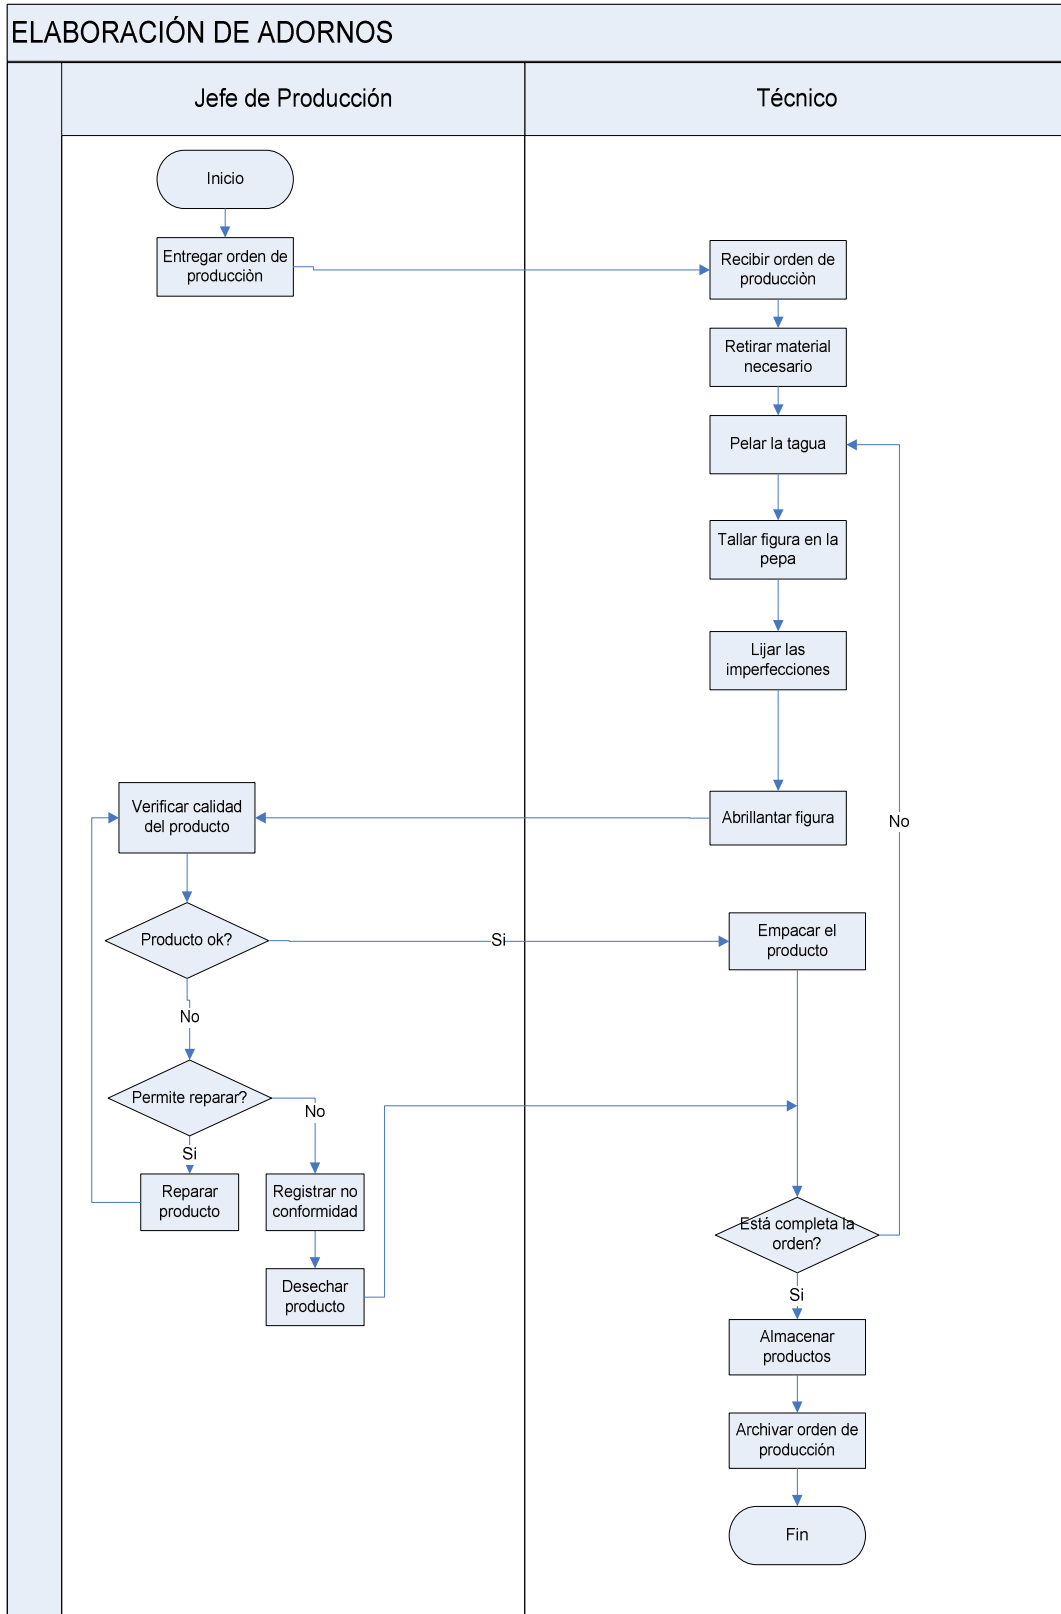 ELABORACIÓN DE ADORNOS
Jefe de Producción
Técnico
Inicio
Entregar orden de
producciòn
Recibir orden de
producciòn
Retirar material
necesario
Pelar la tagua
Tallar figura en la
pepa
Lijar las
imperfecciones
Verificar calidad
del producto
Abrillantar figura
No
Producto ok?
Si
Empacar el
producto
No
Permite reparar?
No
Si
Reparar
producto
Registrar no
conformidad
Está completa la
orden?
Desechar
producto
Si
Almacenar
productos
Archivar orden de
producción
Fin